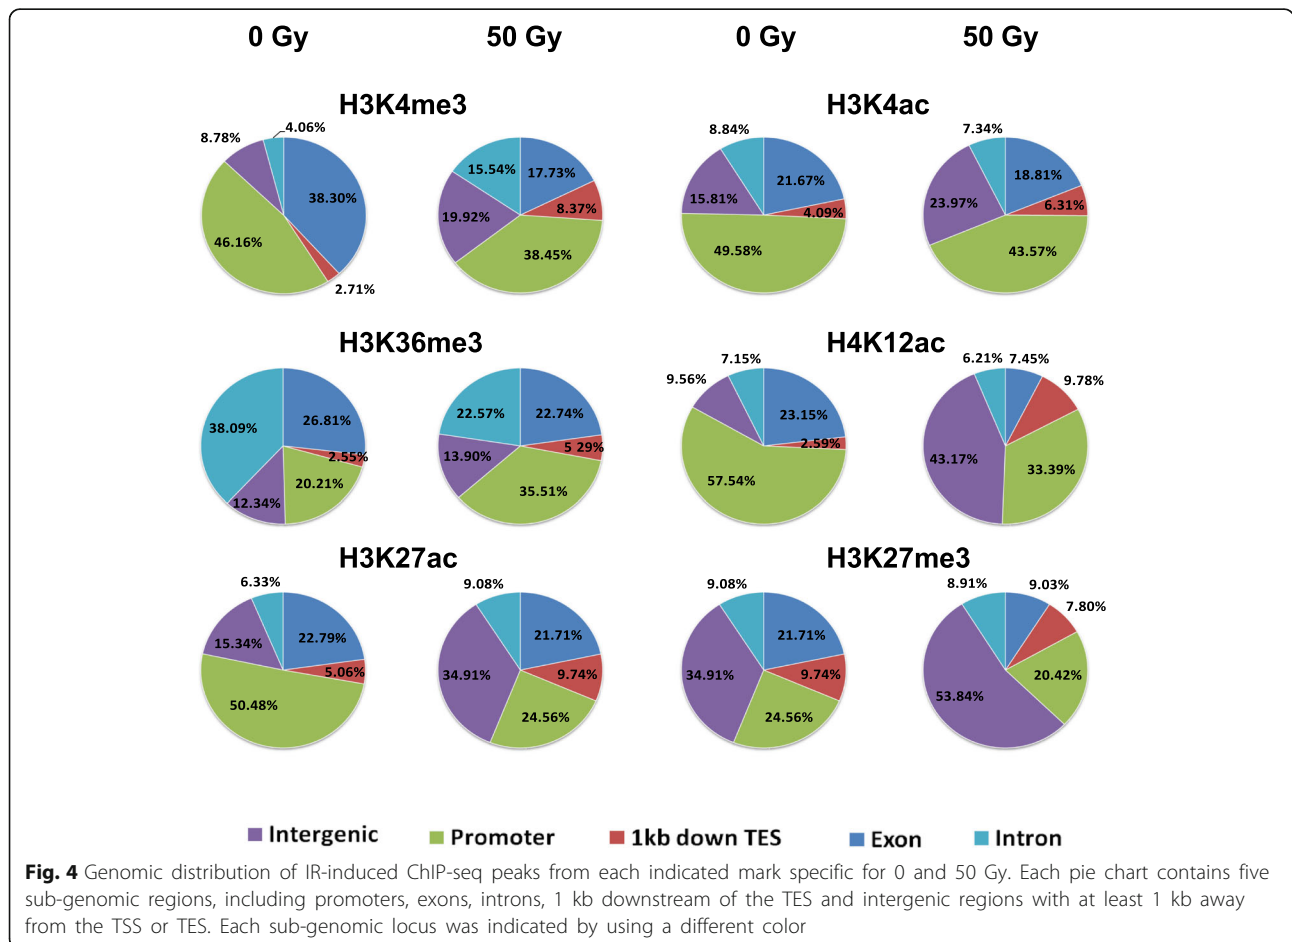 0 Gy 50 Gy 0 Gy 50 Gy
H3K4me3 H3K4ac
8.78% 4.06% 38.30% 46.16% 2.71%
15.54% 17.73% 19.92% 8.37% 38.45%
8.84% 21.67% 15.81% 4.09% 49.58%
7.34% 18.81% 23.97% 6.31% 43.57%
H3K36me3 H4K12ac
38.09% 26.81% 2.55% 12.34% 20.21%
22.57% 22.74% 13.90% 5 29% 35.51%
7.15% 9.56% 23.15% 2.59% 57.54%
6.21% 7.45% 9.78% 43.17% 33.39%
H3K27ac H3K27me3
6.33% 15.34% 22.79% 5.06% 50.48%
9.08% 21.71% 34.91% 9.74% 24.56%
9.08% 21.71% 34.91% 9.74% 24.56%
8.91% 9.03% 7.80% 53.84% 20.42%
Intergenic Promoter 1kb down TES Exon Intron
Fig. 4 Genomic distribution of IR-induced ChIP-seq peaks from each indicated mark specific for 0 and 50 Gy. Each pie chart contains five
sub-genomic regions, including promoters, exons, introns, 1 kb downstream of the TES and intergenic regions with at least 1 kb away
from the TSS or TES. Each sub-genomic locus was indicated by using a different color